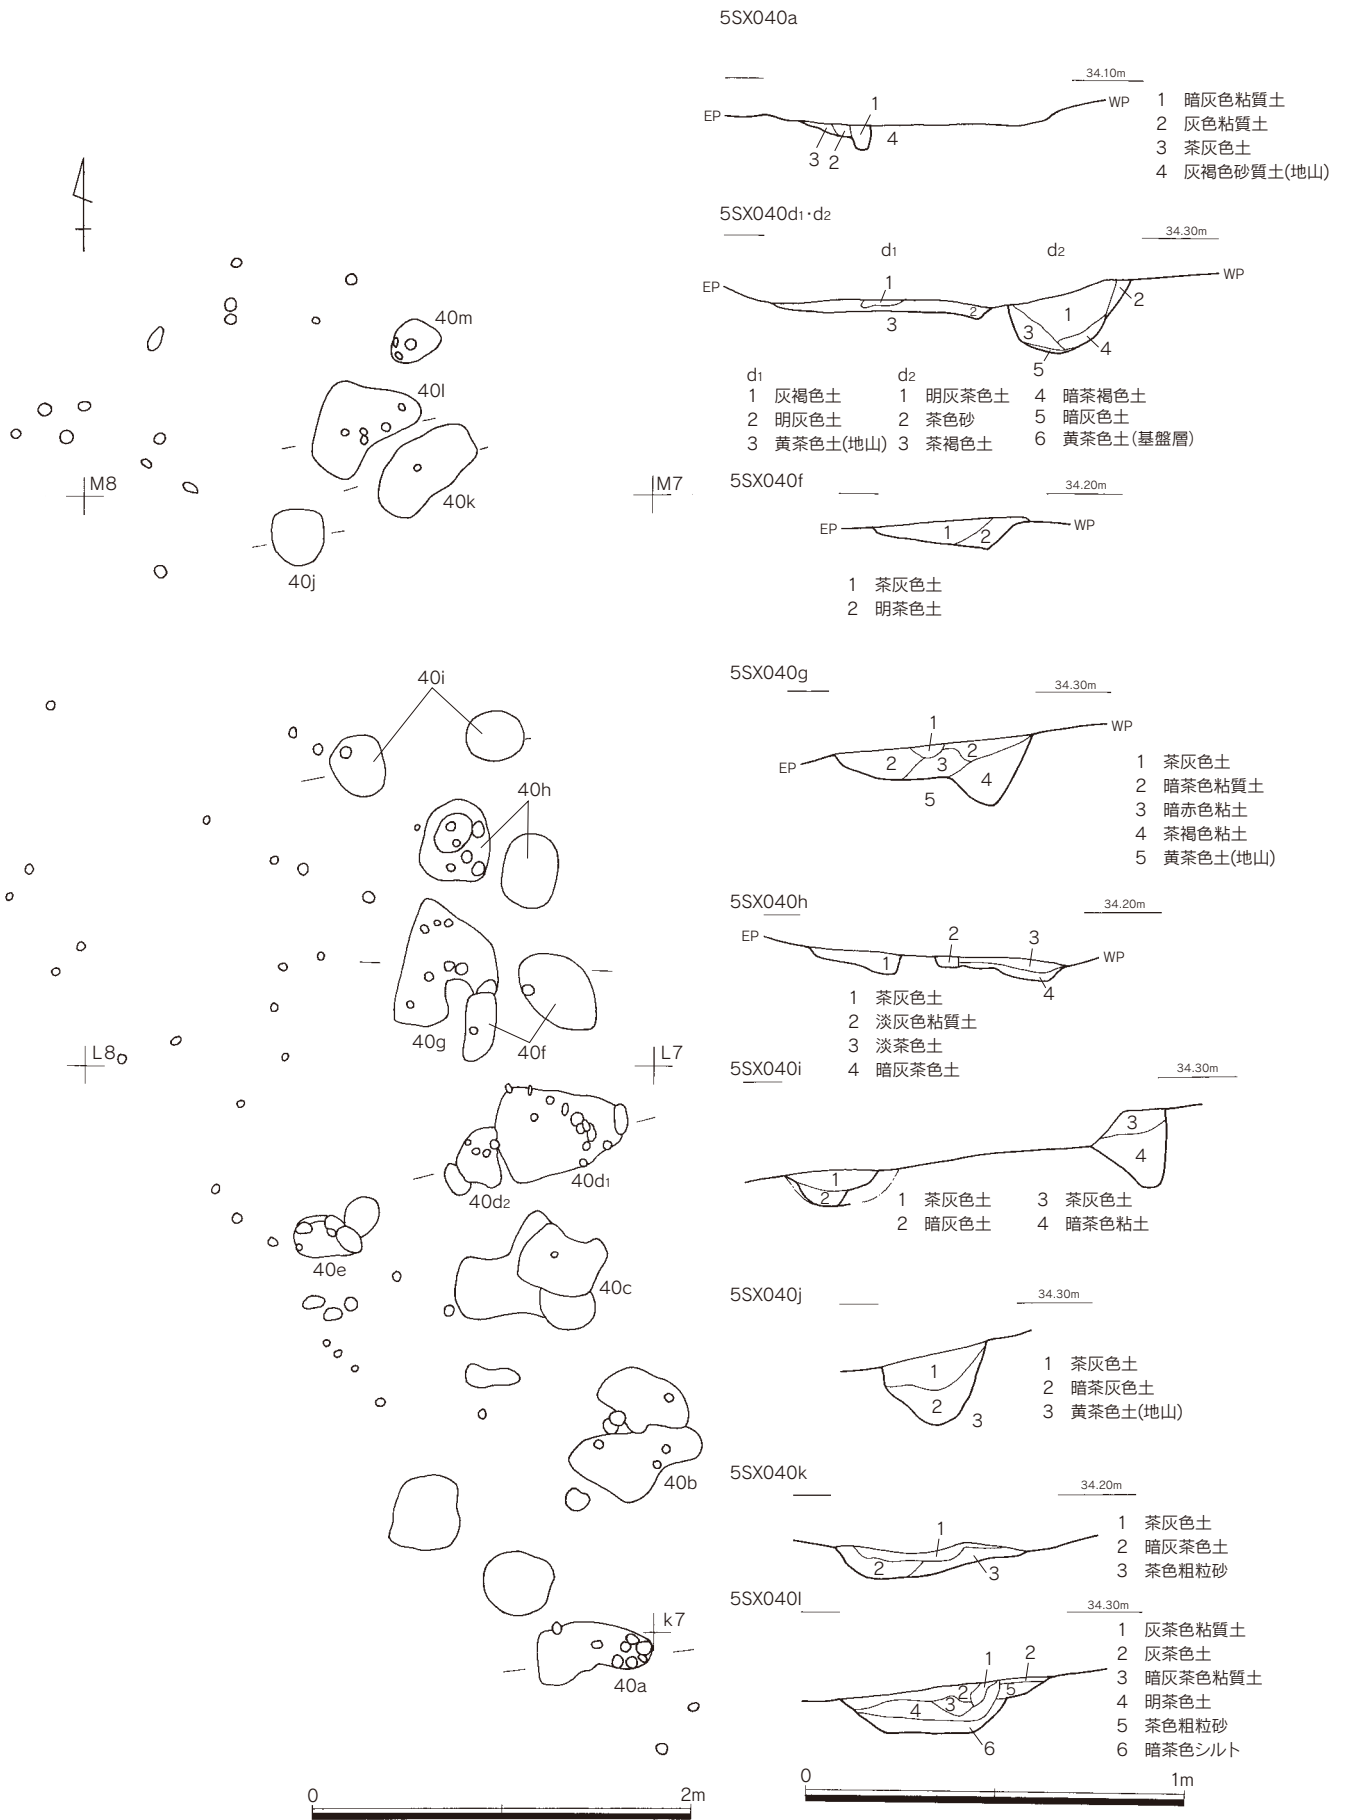 40m
40l
40k
M8
M7
40j
40i
40h
40g
40f
L8
L7
40d₁
40d₂
40e
40c
40b
k7
40a
0 2m
5SX040a
34.10m
EP WP
1
4
3 2
1 暗灰色粘質土
2 灰色粘質土
3 茶灰色土
4 灰褐色砂質土(地山)
5SX040d₁・d₂
34.30m
d₁ d₂
EP WP
1
2
3
1
2
3
4
5
d₁
1 灰褐色土
2 明灰色土
3 黄茶色土(地山)
d₂
1 明灰茶色土
2 茶色砂
3 茶褐色土
4 暗茶褐色土
5 暗灰色土
6 黄茶色土(基盤層)
5SX040f
34.20m
EP WP
1 2
1 茶灰色土
2 明茶色土
5SX040g
34.30m
EP WP
1
2
2 3
4
5
1 茶灰色土
2 暗茶色粘質土
3 暗赤色粘土
4 茶褐色粘土
5 黄茶色土(地山)
5SX040h
34.20m
EP WP
2 3
1
4
1 茶灰色土
2 淡灰色粘質土
3 淡茶色土
4 暗灰茶色土
5SX040i
34.30m
3
4
1
2
1 茶灰色土
2 暗灰色土
3 茶灰色土
4 暗茶色粘土
5SX040j
34.30m
1
2
3
1 茶灰色土
2 暗茶灰色土
3 黄茶色土(地山)
5SX040k
34.20m
1
2
3
1 茶灰色土
2 暗灰茶色土
3 茶色粗粒砂
5SX040l
34.30m
1 2
2 5
4 3
6
1 灰茶色粘質土
2 灰茶色土
3 暗灰茶色粘質土
4 明茶色土
5 茶色粗粒砂
6 暗茶色シルト
0 1m